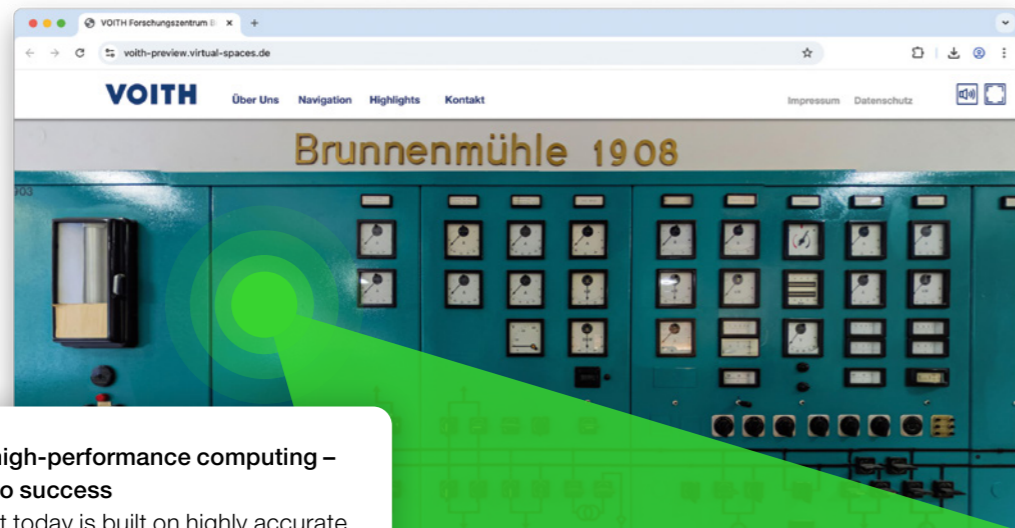 VOITH Forschungszentrum
voith-preview.virtual-spaces.de
VOITH Über Uns Navigation Highlights Kontakt Impressum Datenschutz
Brunnenmühle 1908
903
high-performance computing –
o success
t today is built on highly accurate